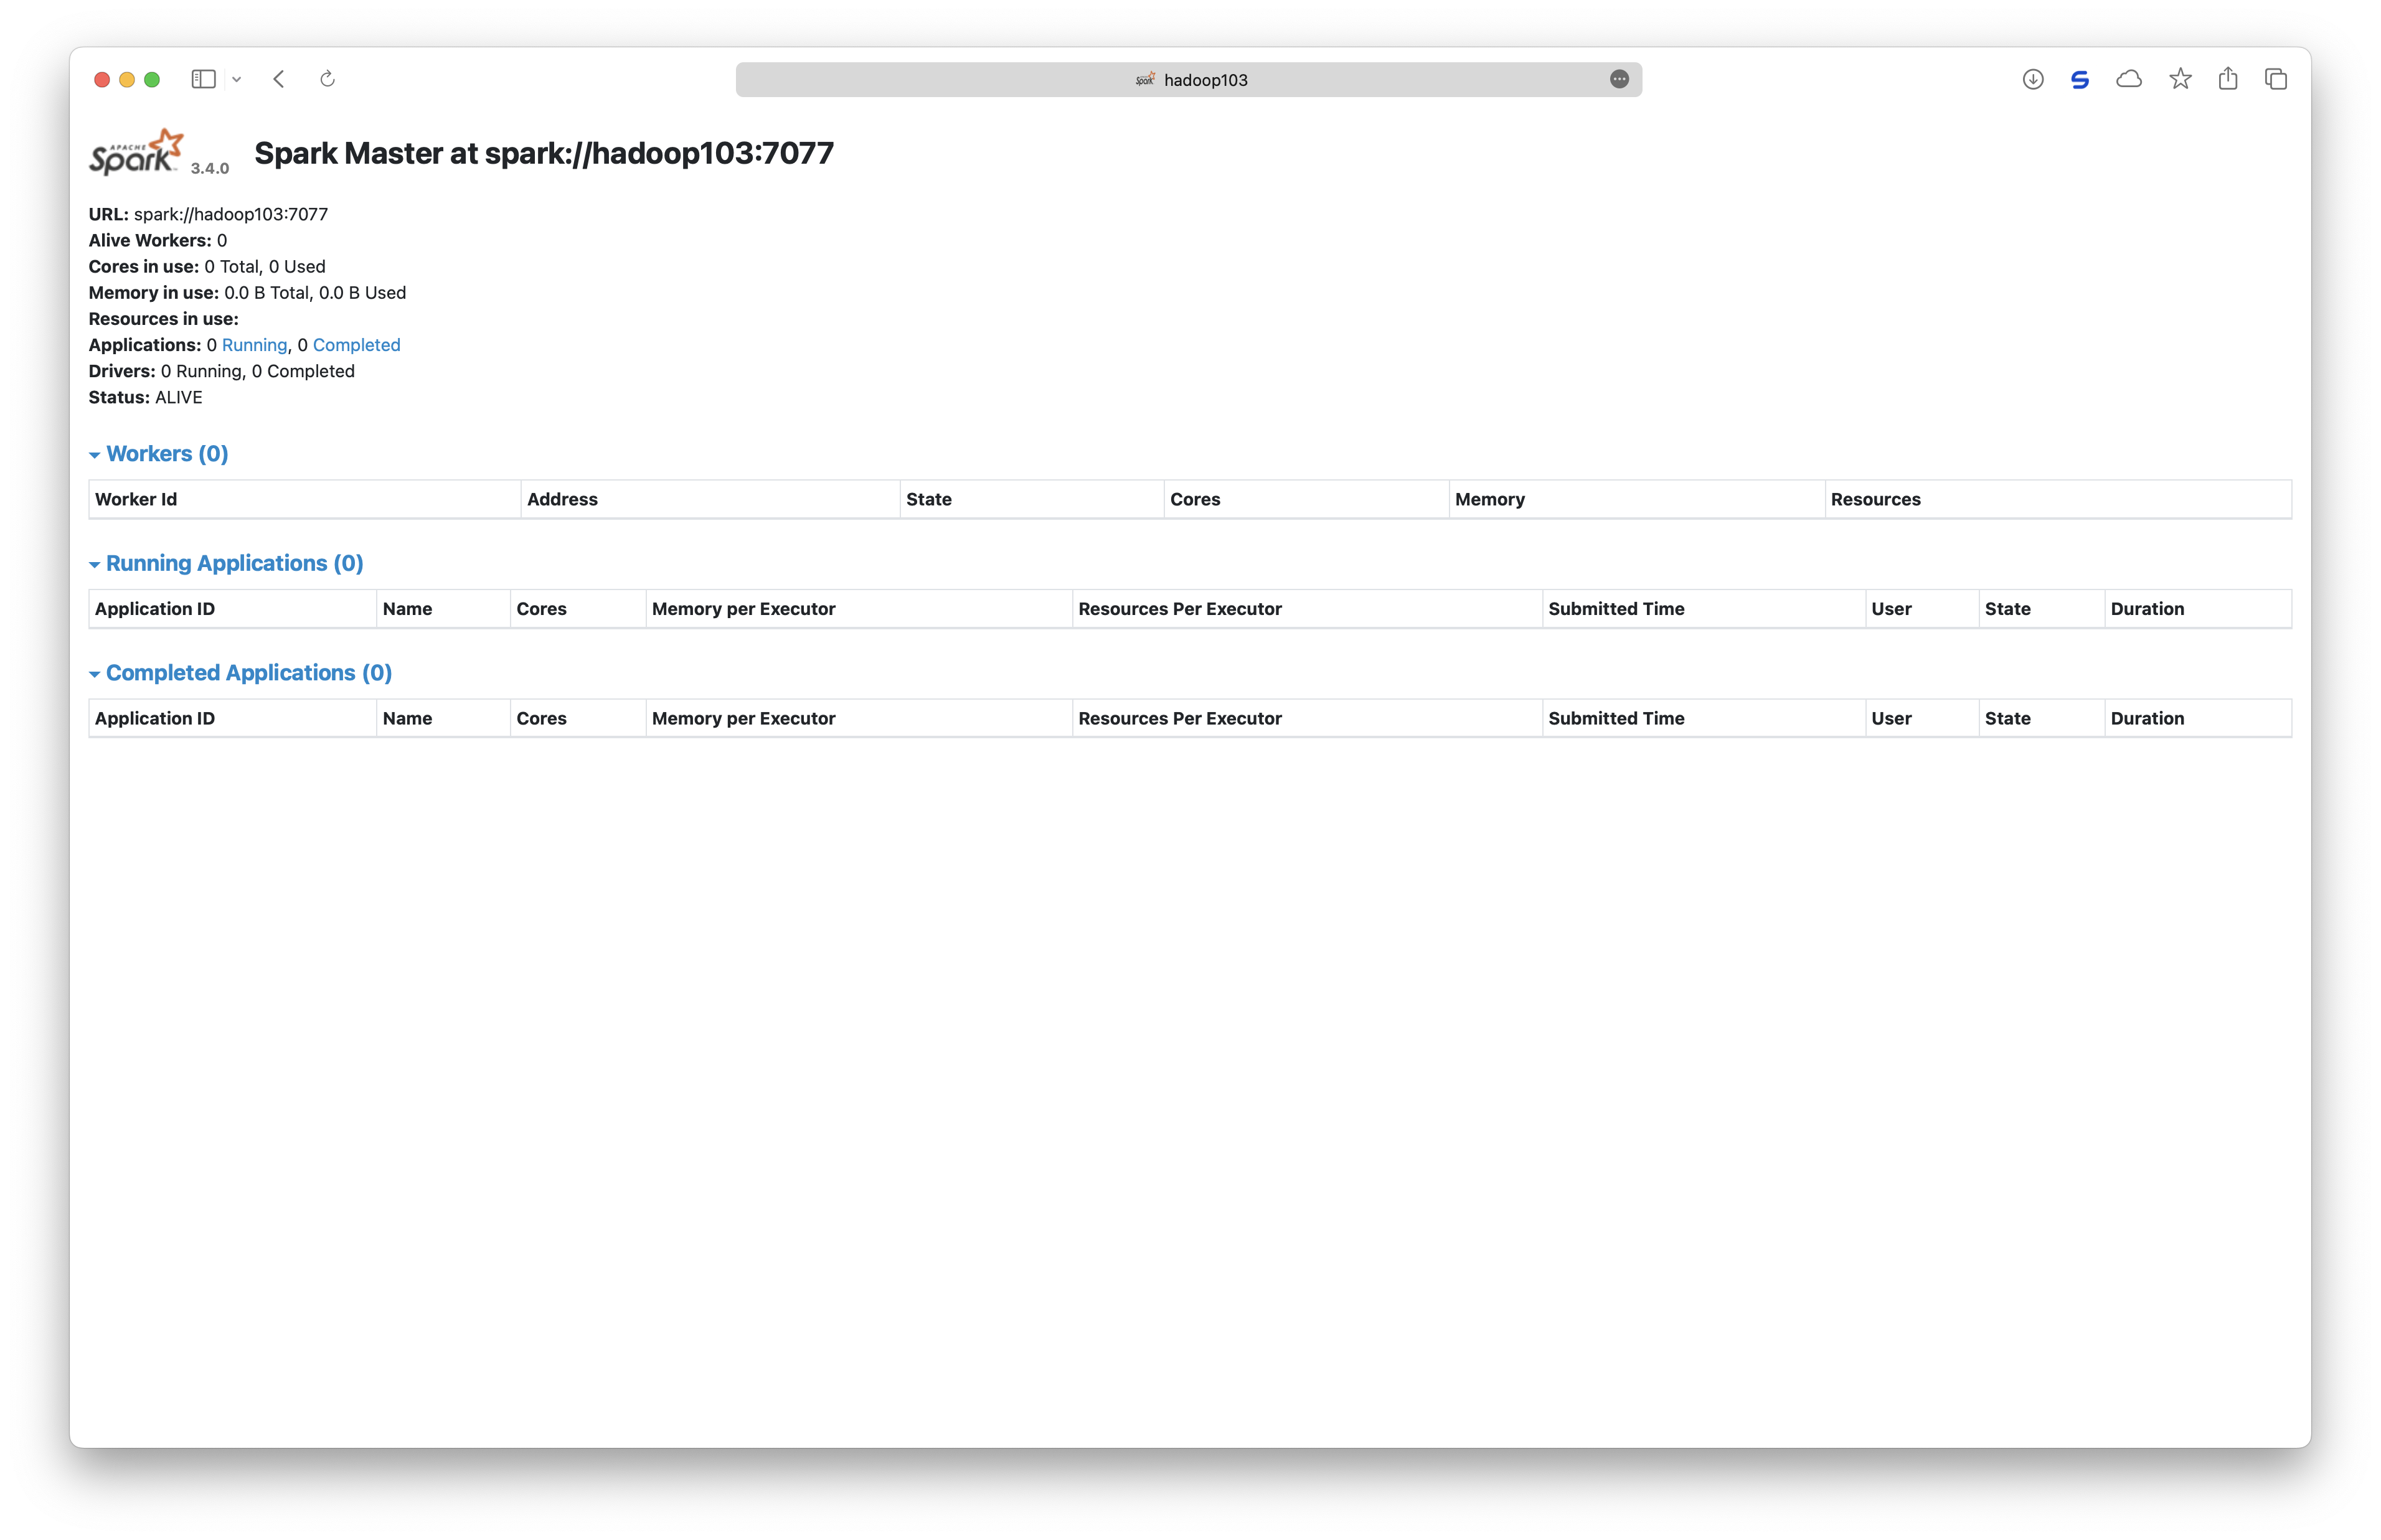 hadoop103
APACHE
Spark 3.4.0 Spark Master at spark://hadoop103:7077
URL: spark://hadoop103:7077
Alive Workers: 0
Cores in use: 0 Total, 0 Used
Memory in use: 0.0 B Total, 0.0 B Used
Resources in use:
Applications: 0 Running, 0 Completed
Drivers: 0 Running, 0 Completed
Status: ALIVE
Workers (0)
Worker Id Address State Cores Memory Resources
Running Applications (0)
Application ID Name Cores Memory per Executor Resources Per Executor Submitted Time User State Duration
Completed Applications (0)
Application ID Name Cores Memory per Executor Resources Per Executor Submitted Time User State Duration